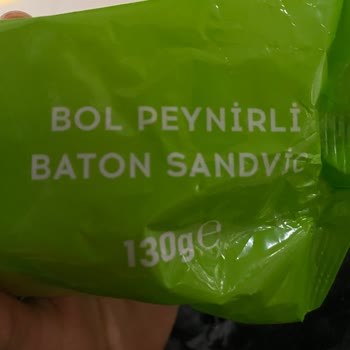 BOL PEYNİRLİ
BATON SANDVİÇ
130g℮